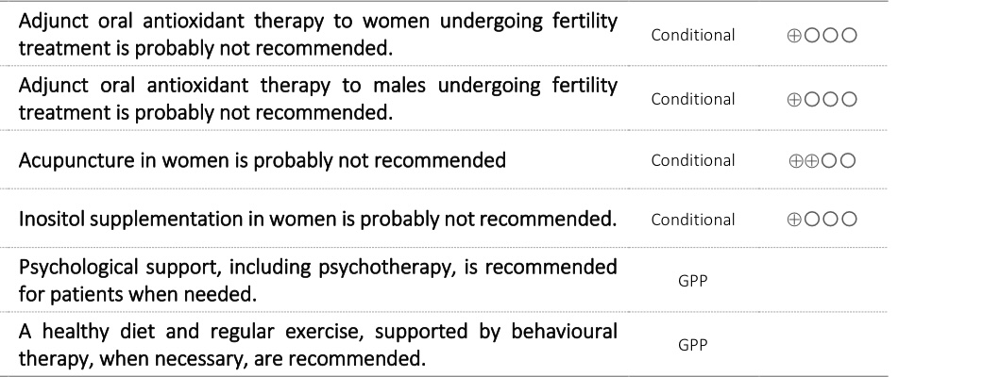 Adjunct oral antioxidant therapy to women undergoing fertility
treatment is probably not recommended.
Conditional
⊕○○○
Adjunct oral antioxidant therapy to males undergoing fertility
treatment is probably not recommended.
Conditional
⊕○○○
Acupuncture in women is probably not recommended
Conditional
⊕⊕○○
Inositol supplementation in women is probably not recommended.
Conditional
⊕○○○
Psychological support, including psychotherapy, is recommended
for patients when needed.
GPP
A healthy diet and regular exercise, supported by behavioural
therapy, when necessary, are recommended.
GPP